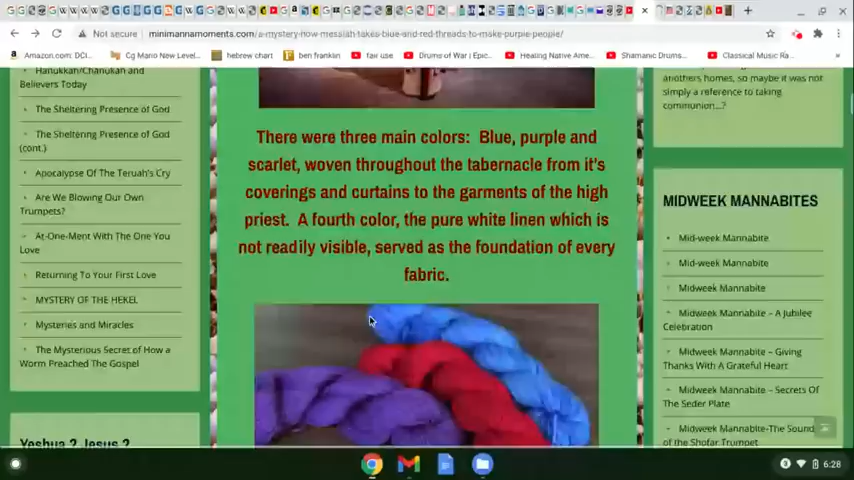 Not secure
minimannamoments.com/a-mystery-how-messiah-takes-blue-and-red-threads-to-make-purple-people/
Amazon.com: DCI...
Cg Mario New Level...
hebrew chart
ben franklin
fair use
Drums of War I Epic...
Healing Native Ame...
Shamanic Drums...
Classical Music Ra...
Hanukkah/Chanukah and
Believers Today
The Sheltering Presence of God
The Sheltering Presence of God
(cont.)
Apocalypse Of The Teruah's Cry
Are We Blowing Our Own
Trumpets?
At-One-Ment With The One You
Love
Returning To Your First Love
MYSTERY OF THE HEKEL
Mysteries and Miracles
The Mysterious Secret of How a
Worm Preached The Gospel
Yeshua ? Jesus ?
There were three main colors: Blue, purple and
scarlet, woven throughout the tabernacle from it's
coverings and curtains to the garments of the high
priest. A fourth color, the pure white linen which is
not readily visible, served as the foundation of every
fabric.
anothers homes, so maybe it was
not simply a reference to taking
communion...?
MIDWEEK MANNABITES
Mid-week Mannabite
Mid-week Mannabite
Midweek Mannabite
Midweek Mannabite – A Jubilee
Celebration
Midweek Mannabite – Giving
Thanks With A Grateful Heart
Midweek Mannabite – Secrets Of
The Seder Plate
Midweek Mannabite-The Sound
of the Shofar Trumpet
6:28